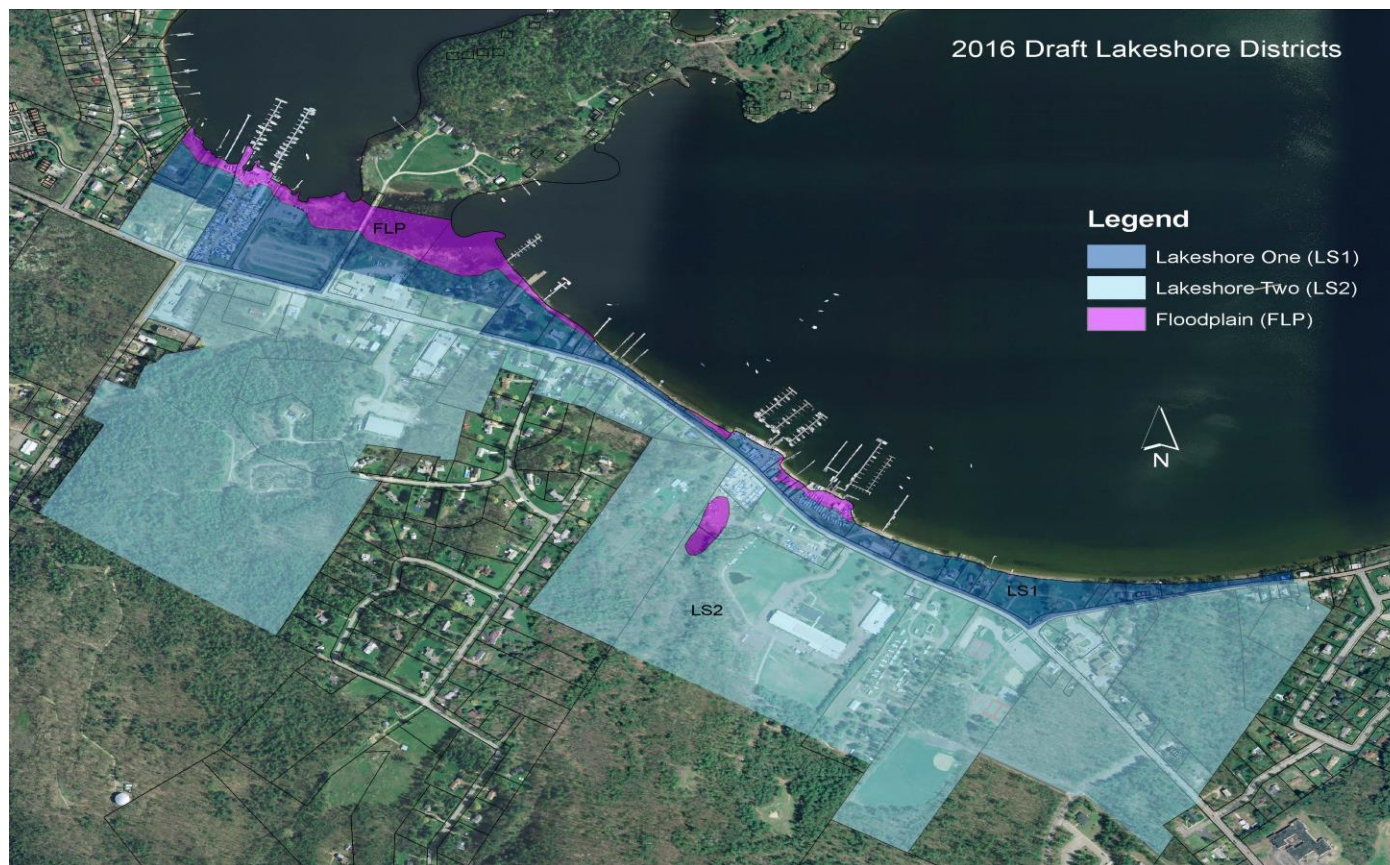 2016 Draft Lakeshore Districts
Legend
Lakeshore One (LS1)
Lakeshore Two (LS2)
Floodplain (FLP)
FLP
N
LS1
LS2